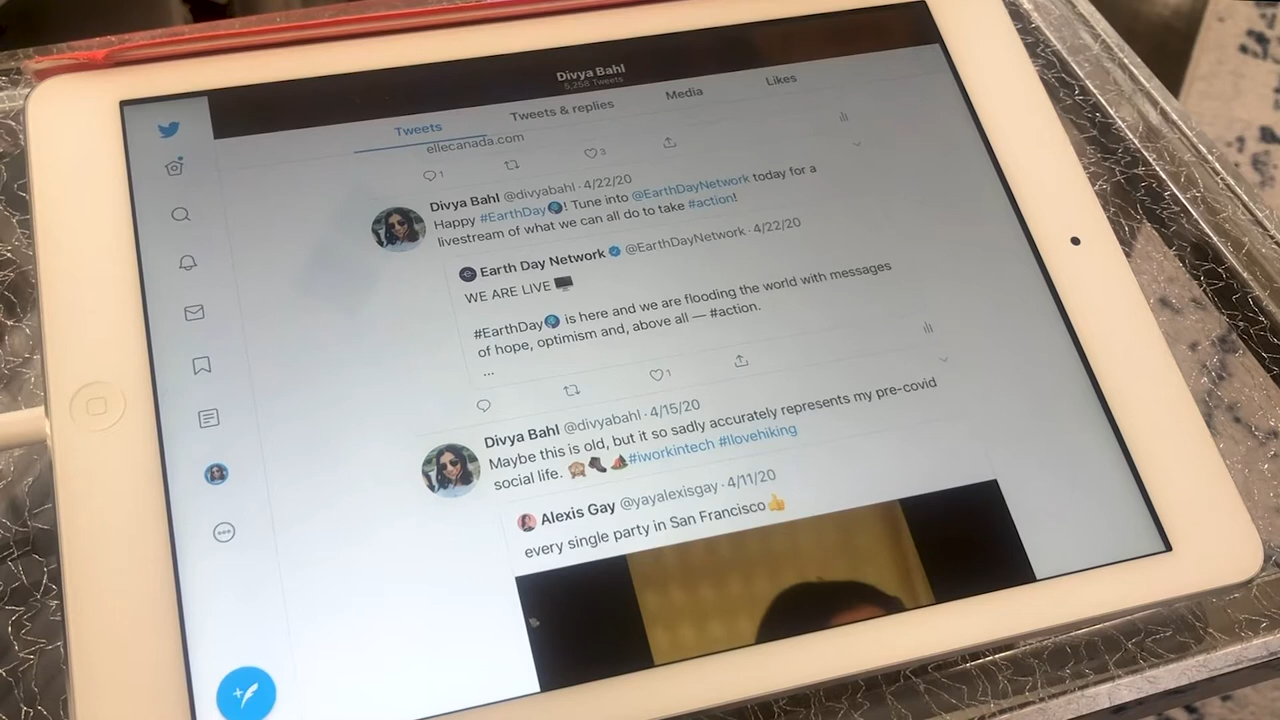 Divya Bahl
5,258 Tweets
Tweets
Tweets & replies
Media
Likes
ellecanada.com
1
3
Divya Bahl @divyabahl · 4/22/20
Happy #EarthDay🌎! Tune into @EarthDayNetwork today for a
livestream of what we can all do to take #action!
Earth Day Network @EarthDayNetwork · 4/22/20
WE ARE LIVE 🖥️
#EarthDay🌎 is here and we are flooding the world with messages
of hope, optimism and, above all — #action.
...
1
Divya Bahl @divyabahl · 4/15/20
Maybe this is old, but it so sadly accurately represents my pre-covid
social life. 🙈🥾🏕️#iworkintech #Ilovehiking
Alexis Gay @yayalexisgay · 4/11/20
every single party in San Francisco👍